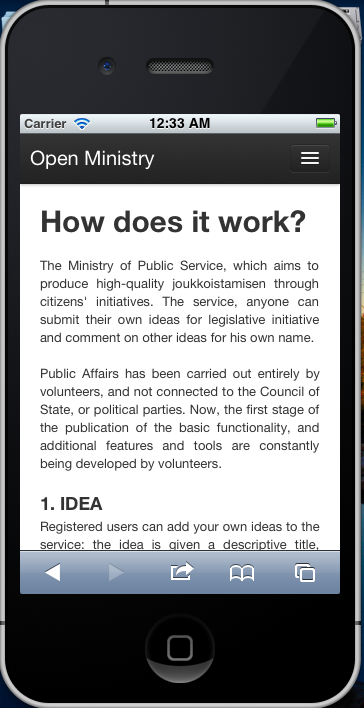 Carrier 12:33 AM
Open Ministry
How does it work?
The Ministry of Public Service, which aims to
produce high-quality joukkoistamisen through
citizens' initiatives. The service, anyone can
submit their own ideas for legislative initiative
and comment on other ideas for his own name.
Public Affairs has been carried out entirely by
volunteers, and not connected to the Council of
State, or political parties. Now, the first stage of
the publication of the basic functionality, and
additional features and tools are constantly
being developed by volunteers.
1. IDEA
Registered users can add your own ideas to the
service: the idea is given a descriptive title,